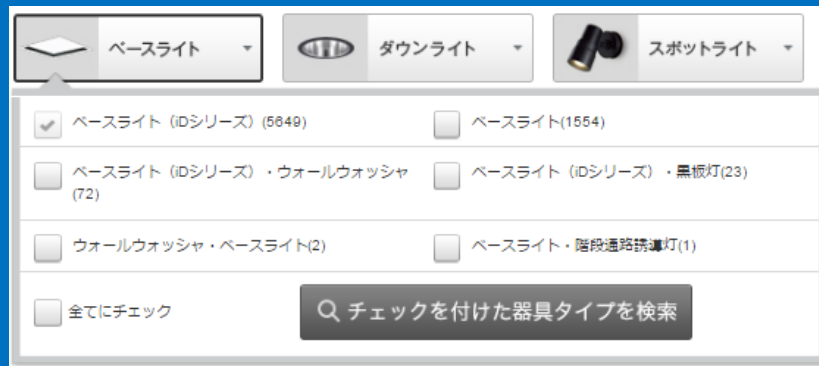 ベースライト
ダウンライト
スポットライト
ベースライト（iDシリーズ）(5649)
ベースライト(1554)
ベースライト（iDシリーズ）・ウォールウォッシャ
(72)
ベースライト（iDシリーズ）・黒板灯(23)
ウォールウォッシャ・ベースライト(2)
ベースライト・階段通路誘導灯(1)
全てにチェック
チェックを付けた器具タイプを検索